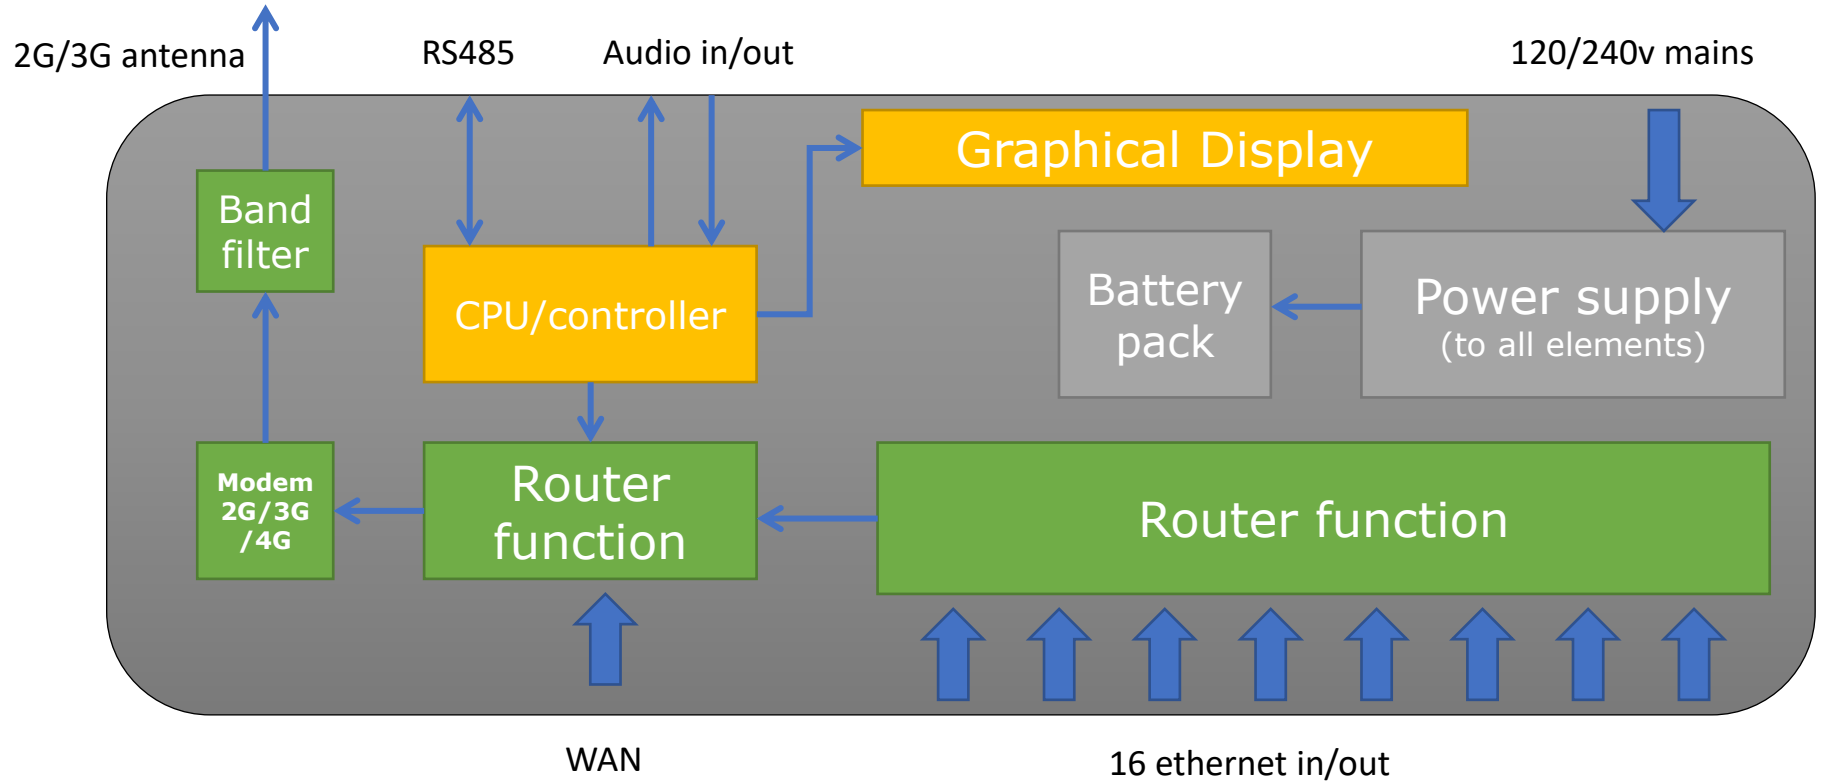 2G/3G antenna
RS485
Audio in/out
120/240v mains
Graphical Display
Band
filter
CPU/controller
Battery
pack
Power supply
(to all elements)
Modem
2G/3G
/4G
Router
function
Router function
WAN
16 ethernet in/out